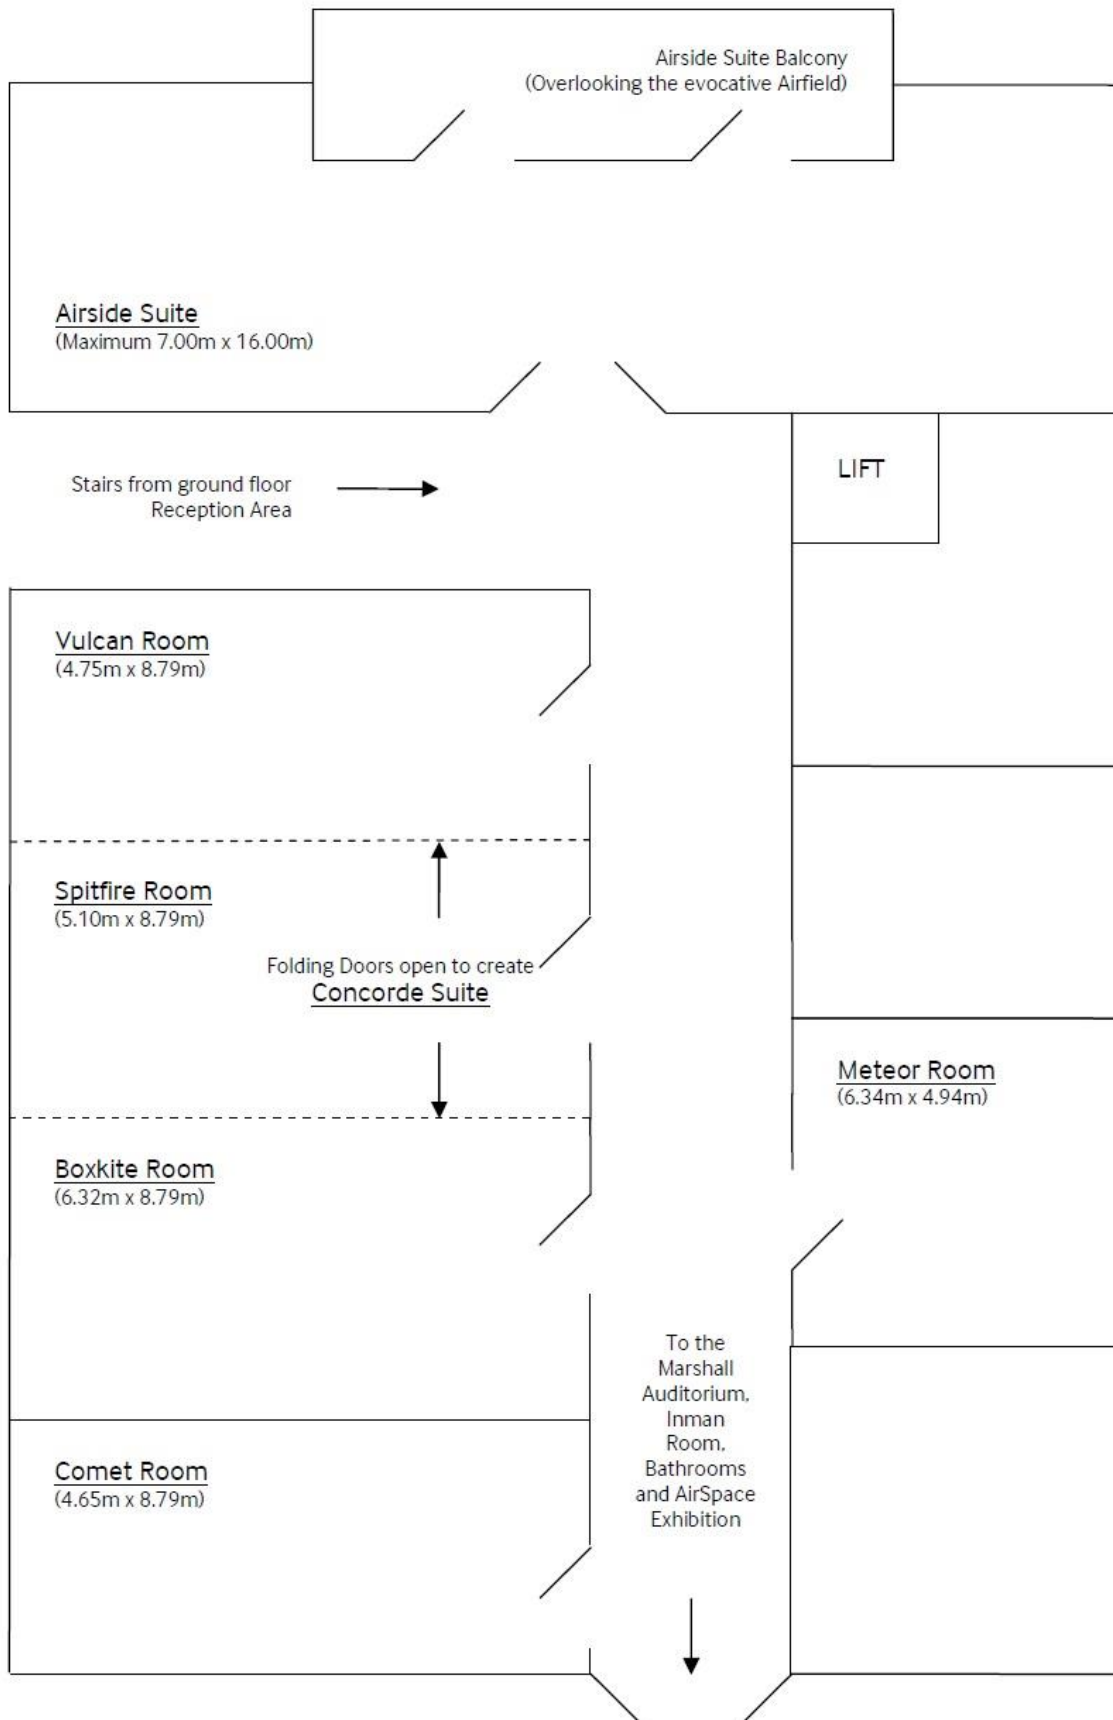 Airside Suite Balcony
(Overlooking the evocative Airfield)
Airside Suite
(Maximum 7.00m x 16.00m)
Stairs from ground floor
Reception Area
LIFT
Vulcan Room
(4.75m x 8.79m)
Spitfire Room
(5.10m x 8.79m)
Folding Doors open to create
Concorde Suite
Meteor Room
(6.34m x 4.94m)
Boxkite Room
(6.32m x 8.79m)
To the
Marshall
Auditorium,
Inman
Room,
Bathrooms
and AirSpace
Exhibition
Comet Room
(4.65m x 8.79m)